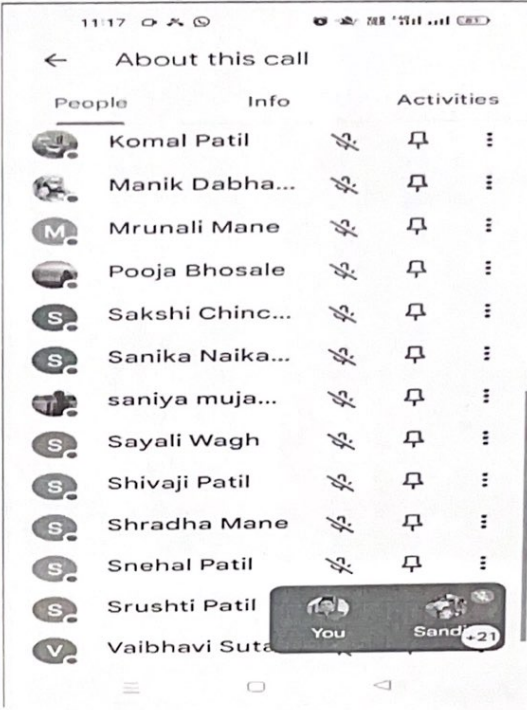 11:17
About this call
People Info Activities
Komal Patil
Manik Dabha...
M Mrunali Mane
Pooja Bhosale
S Sakshi Chinc...
S Sanika Naika...
saniya muja...
S Sayali Wagh
S Shivaji Patil
S Shradha Mane
S Snehal Patil
S Srushti Patil
You Sandi +21
V Vaibhavi Suta